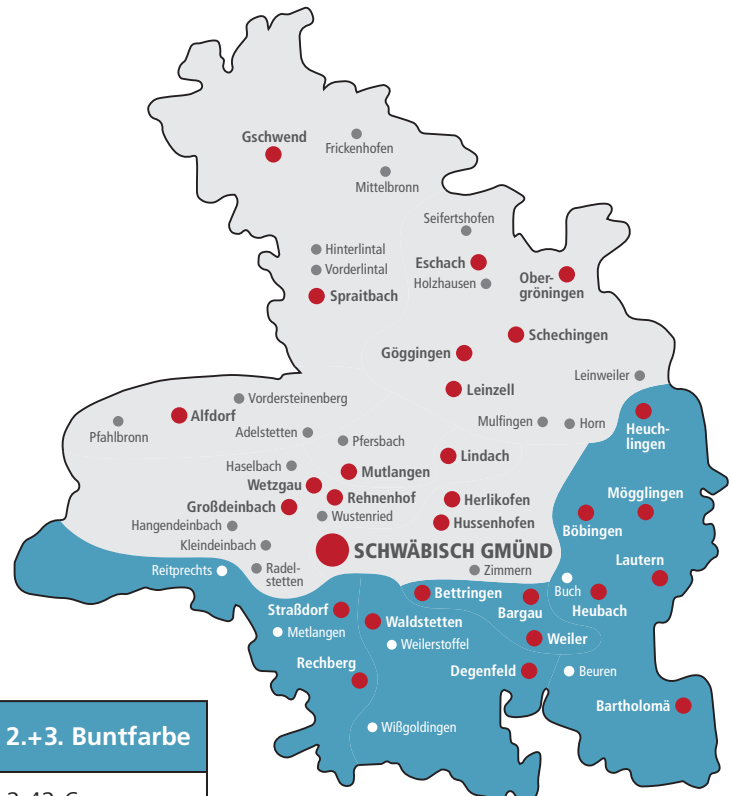 Gschwend
Frickenhofen
Mittelbronn
Seifertshofen
Hinterlintal
Vorderlintal
Eschach
Holzhausen
Ober-
gröningen
Spraitbach
Schechingen
Göggingen
Leinweiler
Leinzell
Vordersteinenberg
Alfdorf
Pfahlbronn
Adelstetten
Pfersbach
Mulfingen
Horn
Heuch-
lingen
Lindach
Haselbach
Mutlangen
Wetzgau
Rehnenhof
Großdeinbach
Wustenried
Herlikofen
Hussenhofen
Mögglingen
Böbingen
Hangendeinbach
Kleindeinbach
SCHWÄBISCH GMÜND
Lautern
Reitprechts
Radel-
stetten
Zimmern
Buch
Heubach
Bettringen
Bargau
Straßdorf
Waldstetten
Metlangen
Weilerstoffel
Weiler
Rechberg
Degenfeld
Beuren
Bartholomä
Wißgoldingen
2.+3. Buntfarbe